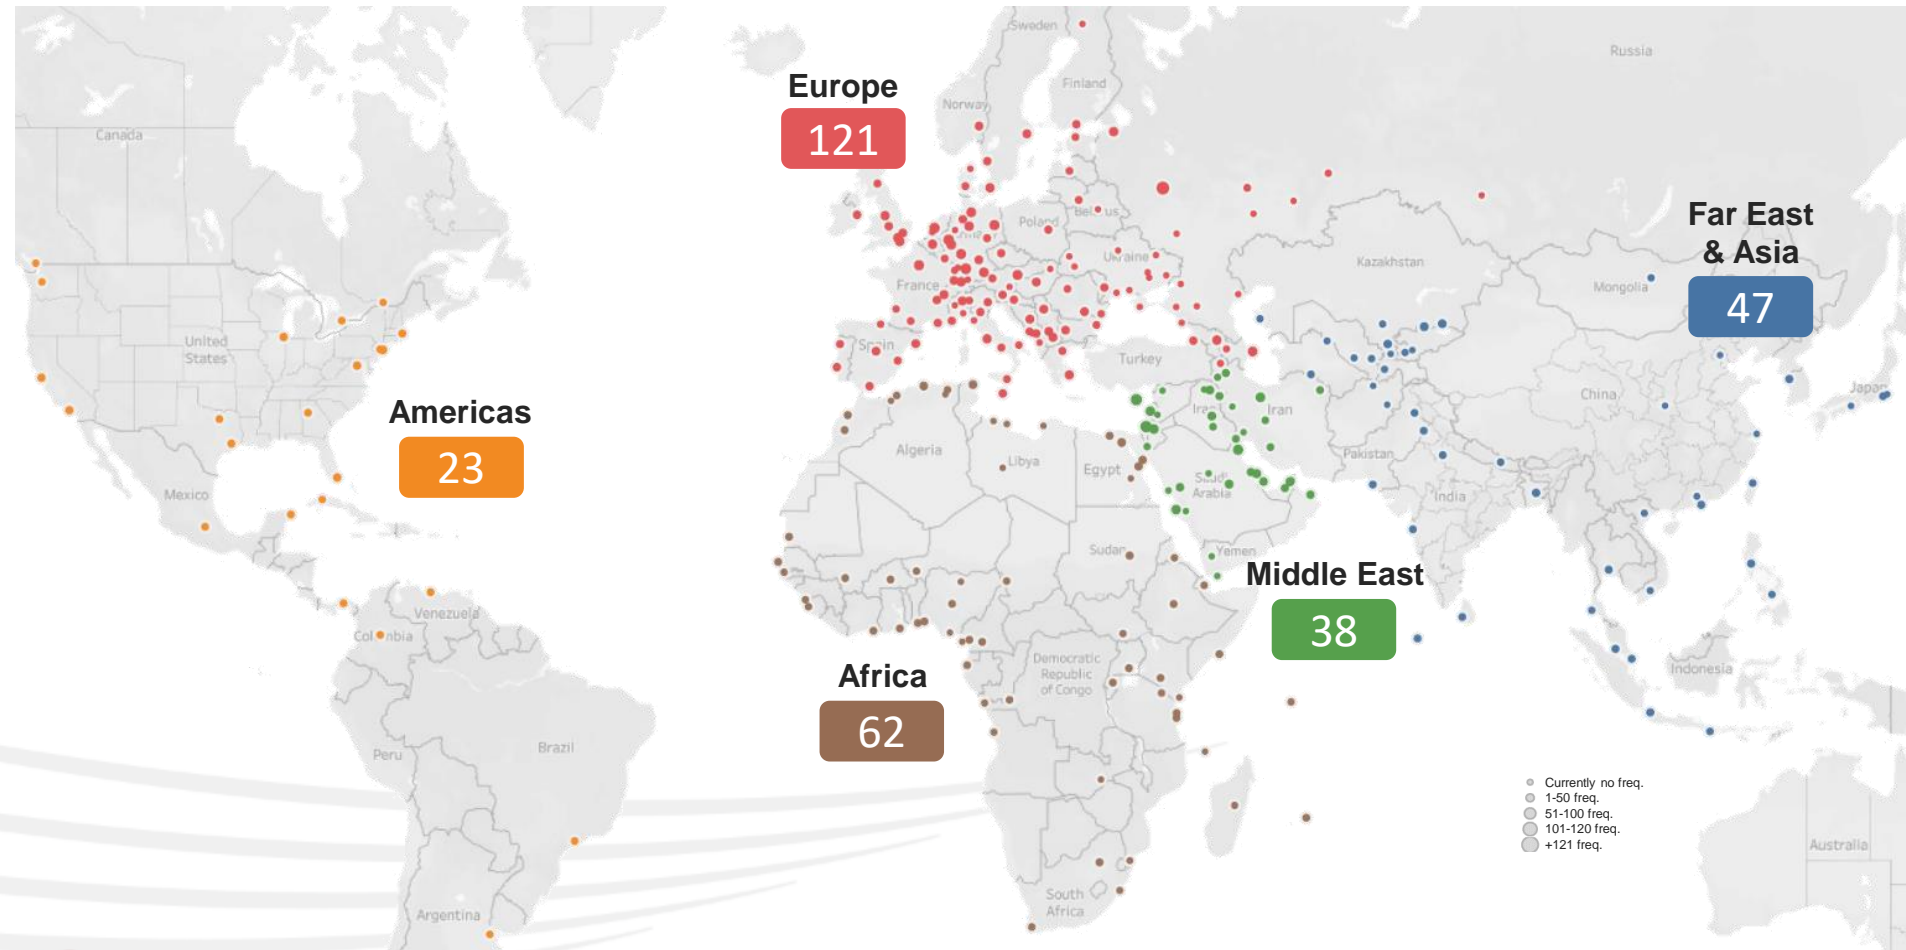 Sweden
Russia
Europe
121
Finland
Norway
Canada
Poland
Ukraine
Kazakhstan
Far East
& Asia
47
Mongolia
France
United
States
Spain
Turkey
Japan
China
Iraq
Iran
Americas
23
Algeria
Libya
Egypt
Pakistan
Saudi
Arabia
India
Mexico
Sudan
Yemen
Middle East
38
Venezuela
Colombia
Democratic
Republic
of Congo
Indonesia
Africa
62
Peru
Brazil
Currently no freq.
1-50 freq.
51-100 freq.
101-120 freq.
+121 freq.
Australia
South
Africa
Argentina